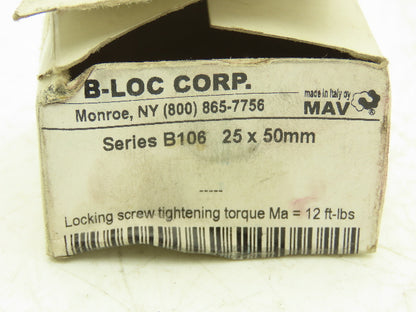 B-LOC CORP.
Monroe, NY (800) 865-7756
made in Italy by
MAV ®
Series B106 25 x 50mm
-----
Locking screw tightening torque Ma = 12 ft-lbs